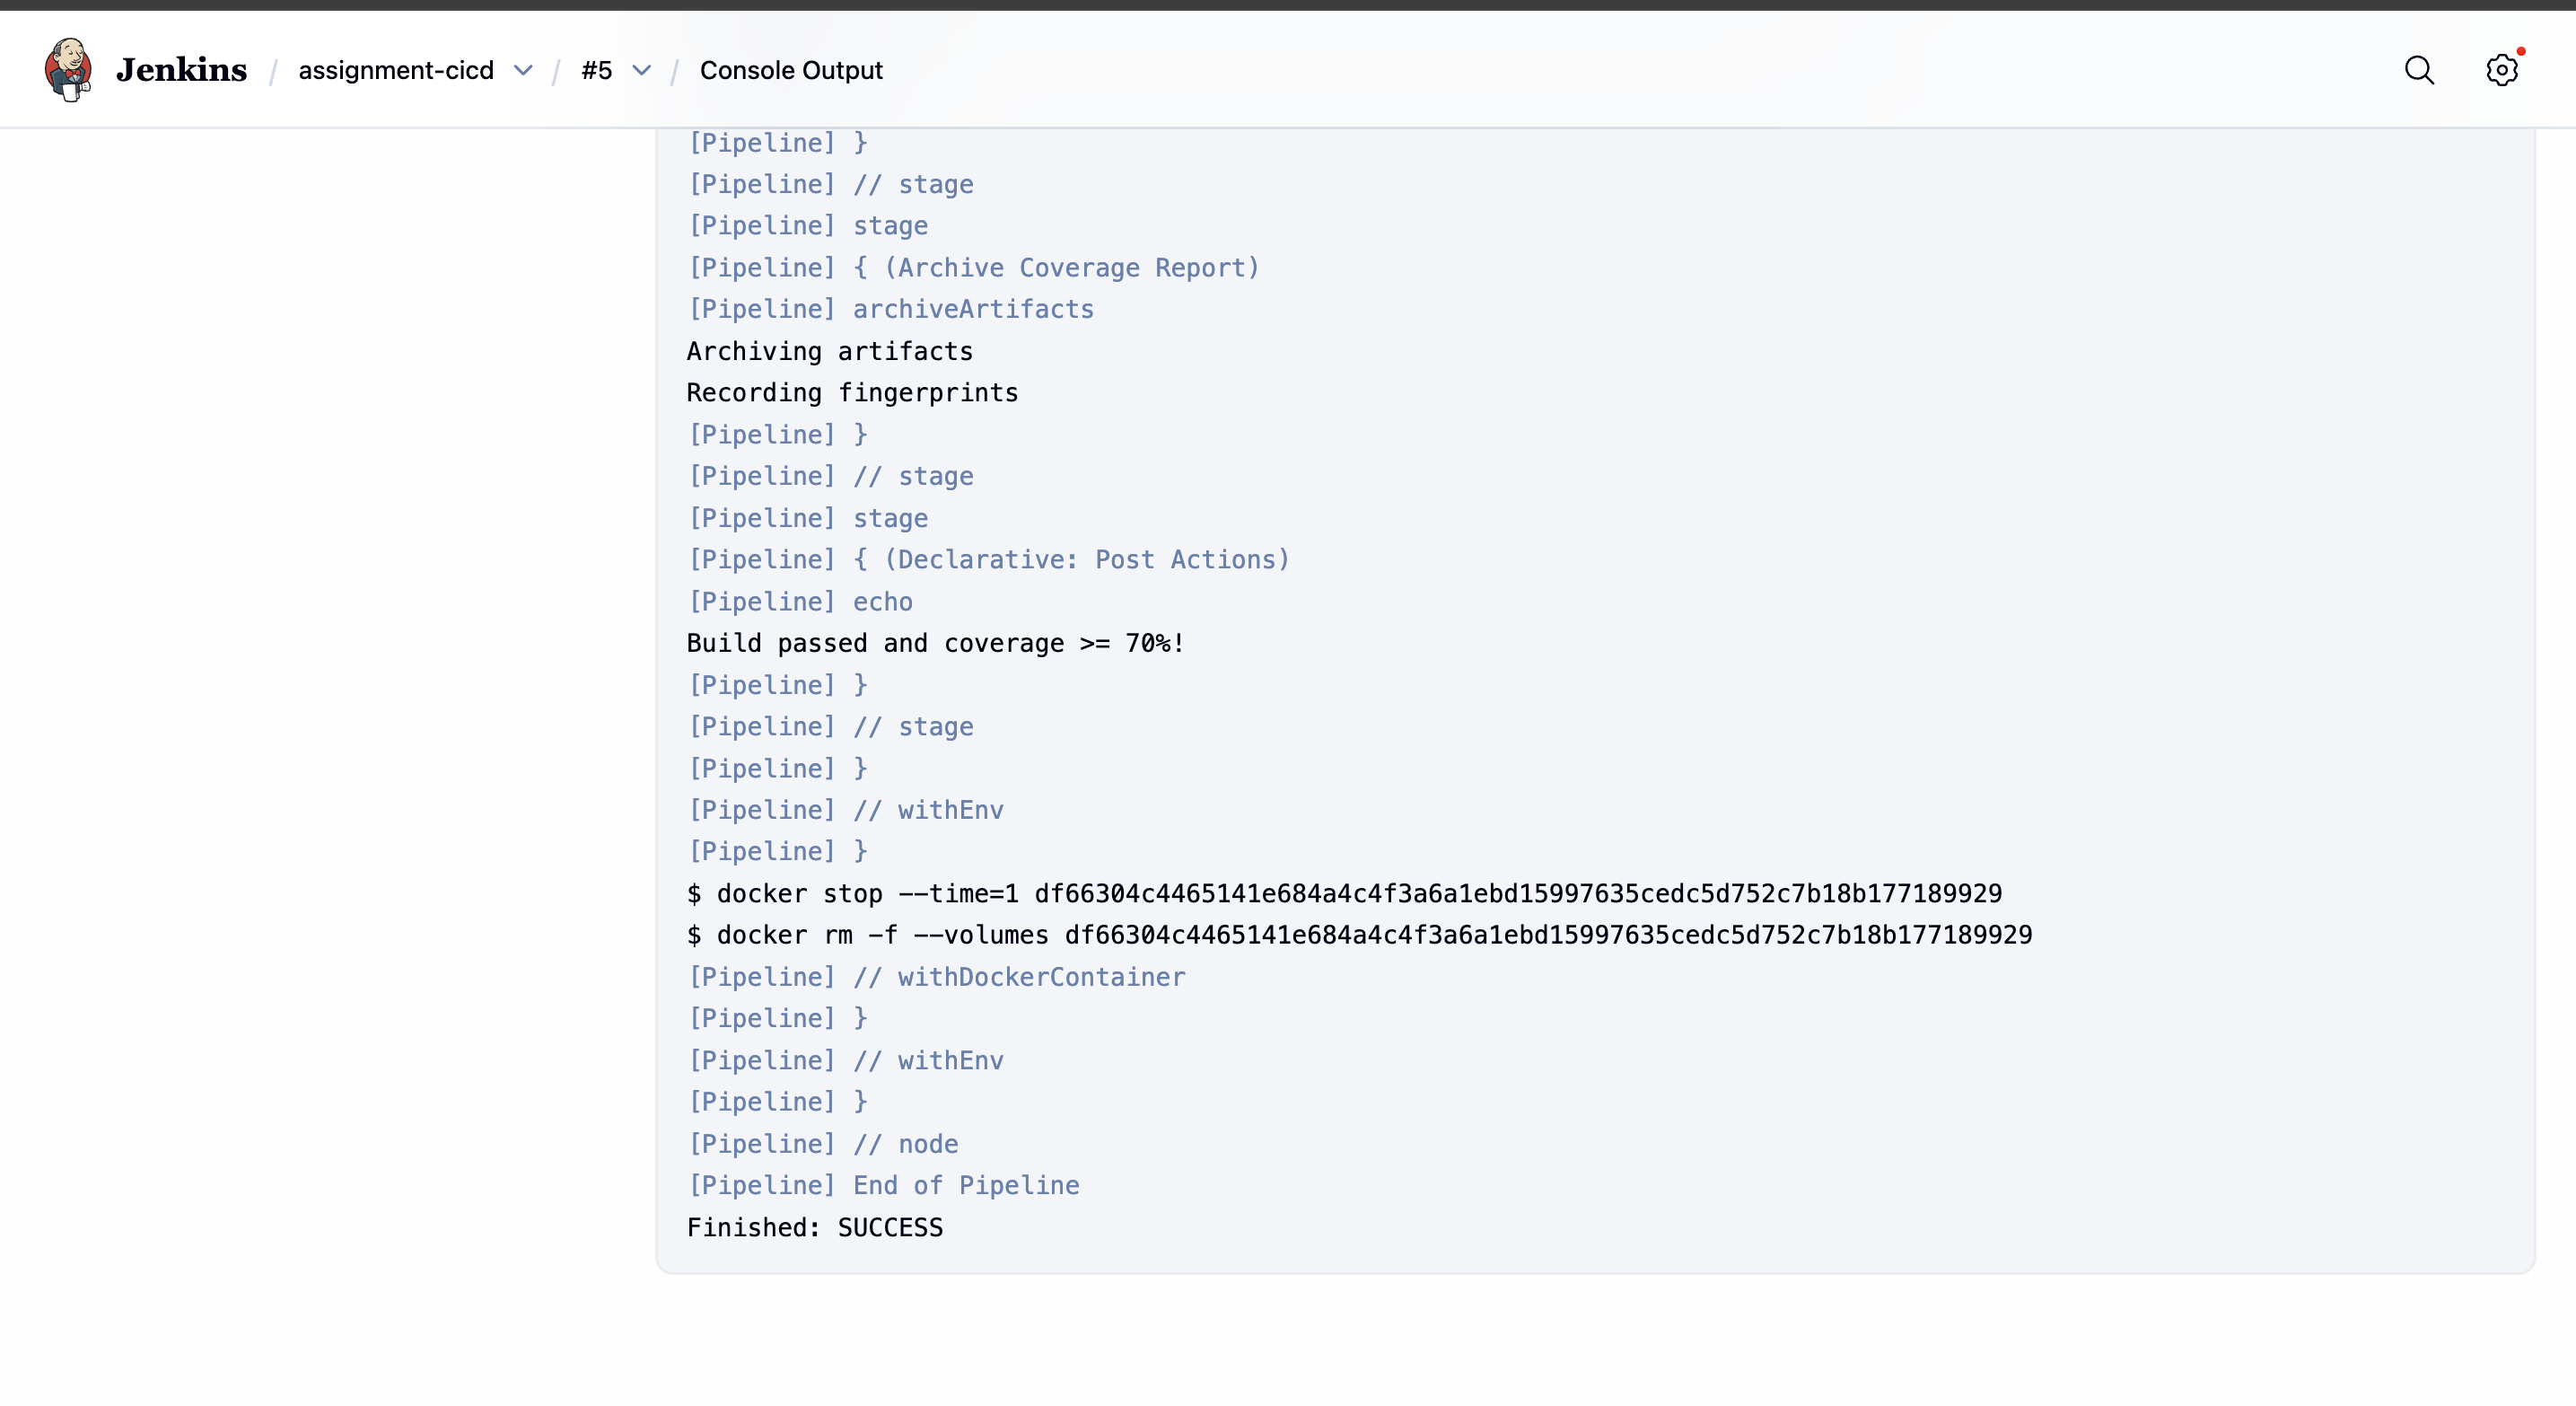 Jenkins / assignment-cicd / #5 / Console Output
[Pipeline] }
[Pipeline] // stage
[Pipeline] stage
[Pipeline] { (Archive Coverage Report)
[Pipeline] archiveArtifacts
Archiving artifacts
Recording fingerprints
[Pipeline] }
[Pipeline] // stage
[Pipeline] stage
[Pipeline] { (Declarative: Post Actions)
[Pipeline] echo
Build passed and coverage >= 70%!
[Pipeline] }
[Pipeline] // stage
[Pipeline] }
[Pipeline] // withEnv
[Pipeline] }
$ docker stop --time=1 df66304c4465141e684a4c4f3a6a1ebd15997635cedc5d752c7b18b177189929
$ docker rm -f --volumes df66304c4465141e684a4c4f3a6a1ebd15997635cedc5d752c7b18b177189929
[Pipeline] // withDockerContainer
[Pipeline] }
[Pipeline] // withEnv
[Pipeline] }
[Pipeline] // node
[Pipeline] End of Pipeline
Finished: SUCCESS